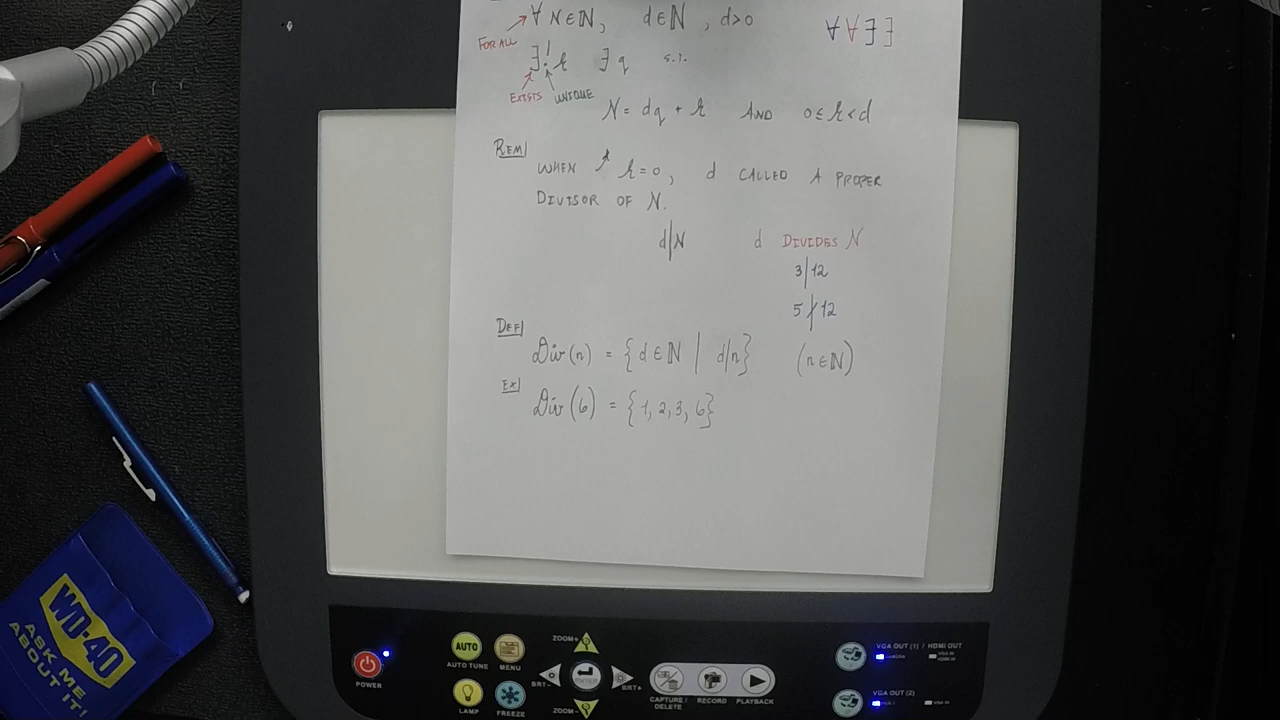 ∀ N ∈ ℕ, d ∈ ℕ, d>0 ∀ ∀ ∃ ∃
FOR ALL
∃! r ∃ q S.T.
EXISTS UNIQUE
N = dq + r AND 0 ≤ r < d
REM
WHEN r=0, d CALLED A PROPER
DIVISOR OF N.
d|N d DIVIDES N
3|12
5∤12
DEF
Div(n) = {d ∈ ℕ | d|n} (n ∈ ℕ)
EX
Div(6) = {1, 2, 3, 6}
WD-40
ASK ME
ABOUT IT!
POWER
AUTO
AUTO TUNE
MENU
LAMP
FREEZE
ZOOM+
BRT-
ENTER
BRT+
ZOOM-
CAPTURE /
DELETE
RECORD
PLAYBACK
VGA OUT (1) / HDMI OUT
VGA OUT (2)